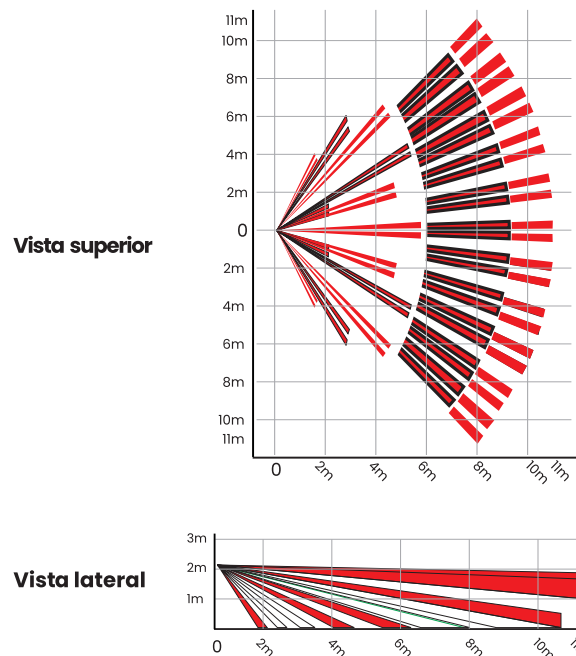 11m
10m
8m
6m
4m
2m
0
2m
4m
6m
8m
10m
11m
Vista superior
0 2m 4m 6m 8m 10m 11m
Vista lateral
3m
2m
1m
0 2m 4m 6m 8m 10m